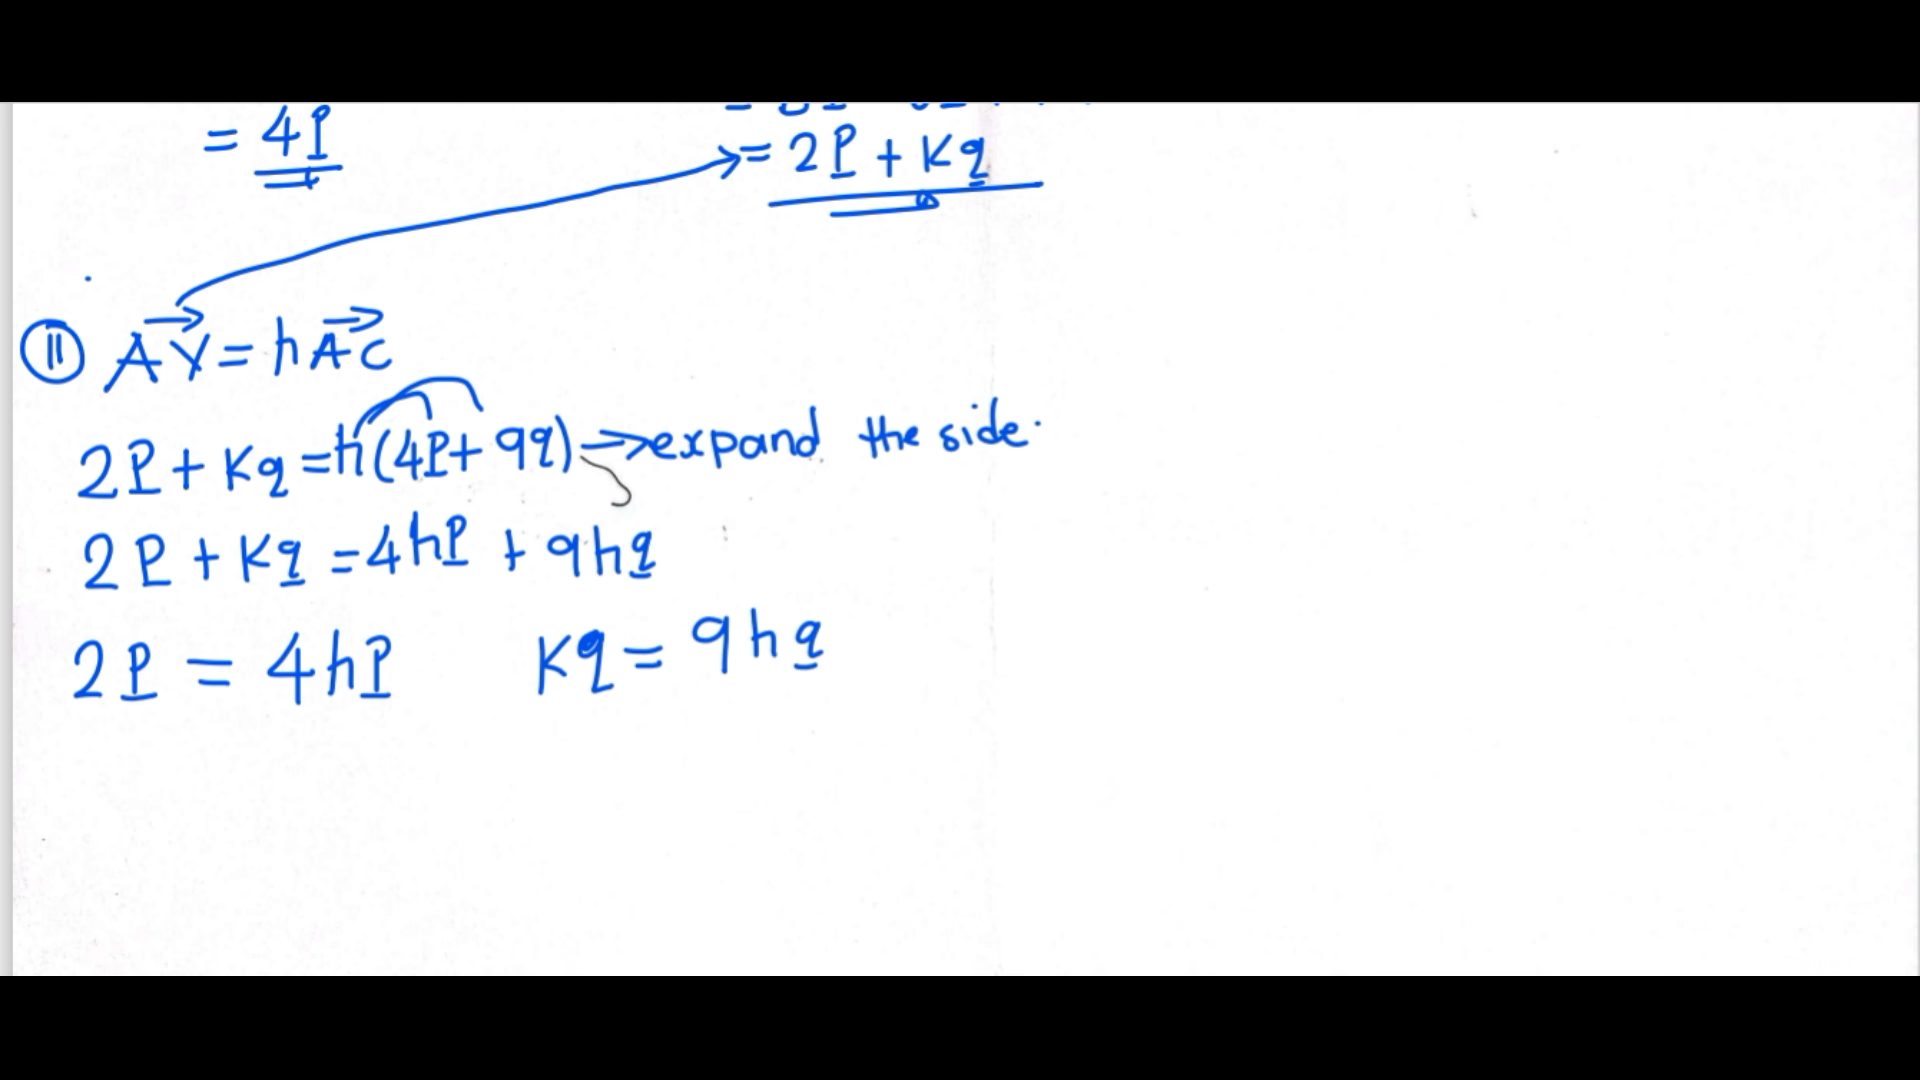 = 4P
= 2P + Kq
(II) AY = hAC
2P + Kq = h(4P + 9q) → expand the side.
2P + Kq = 4hP + 9hq
2P = 4hP Kq = 9hq